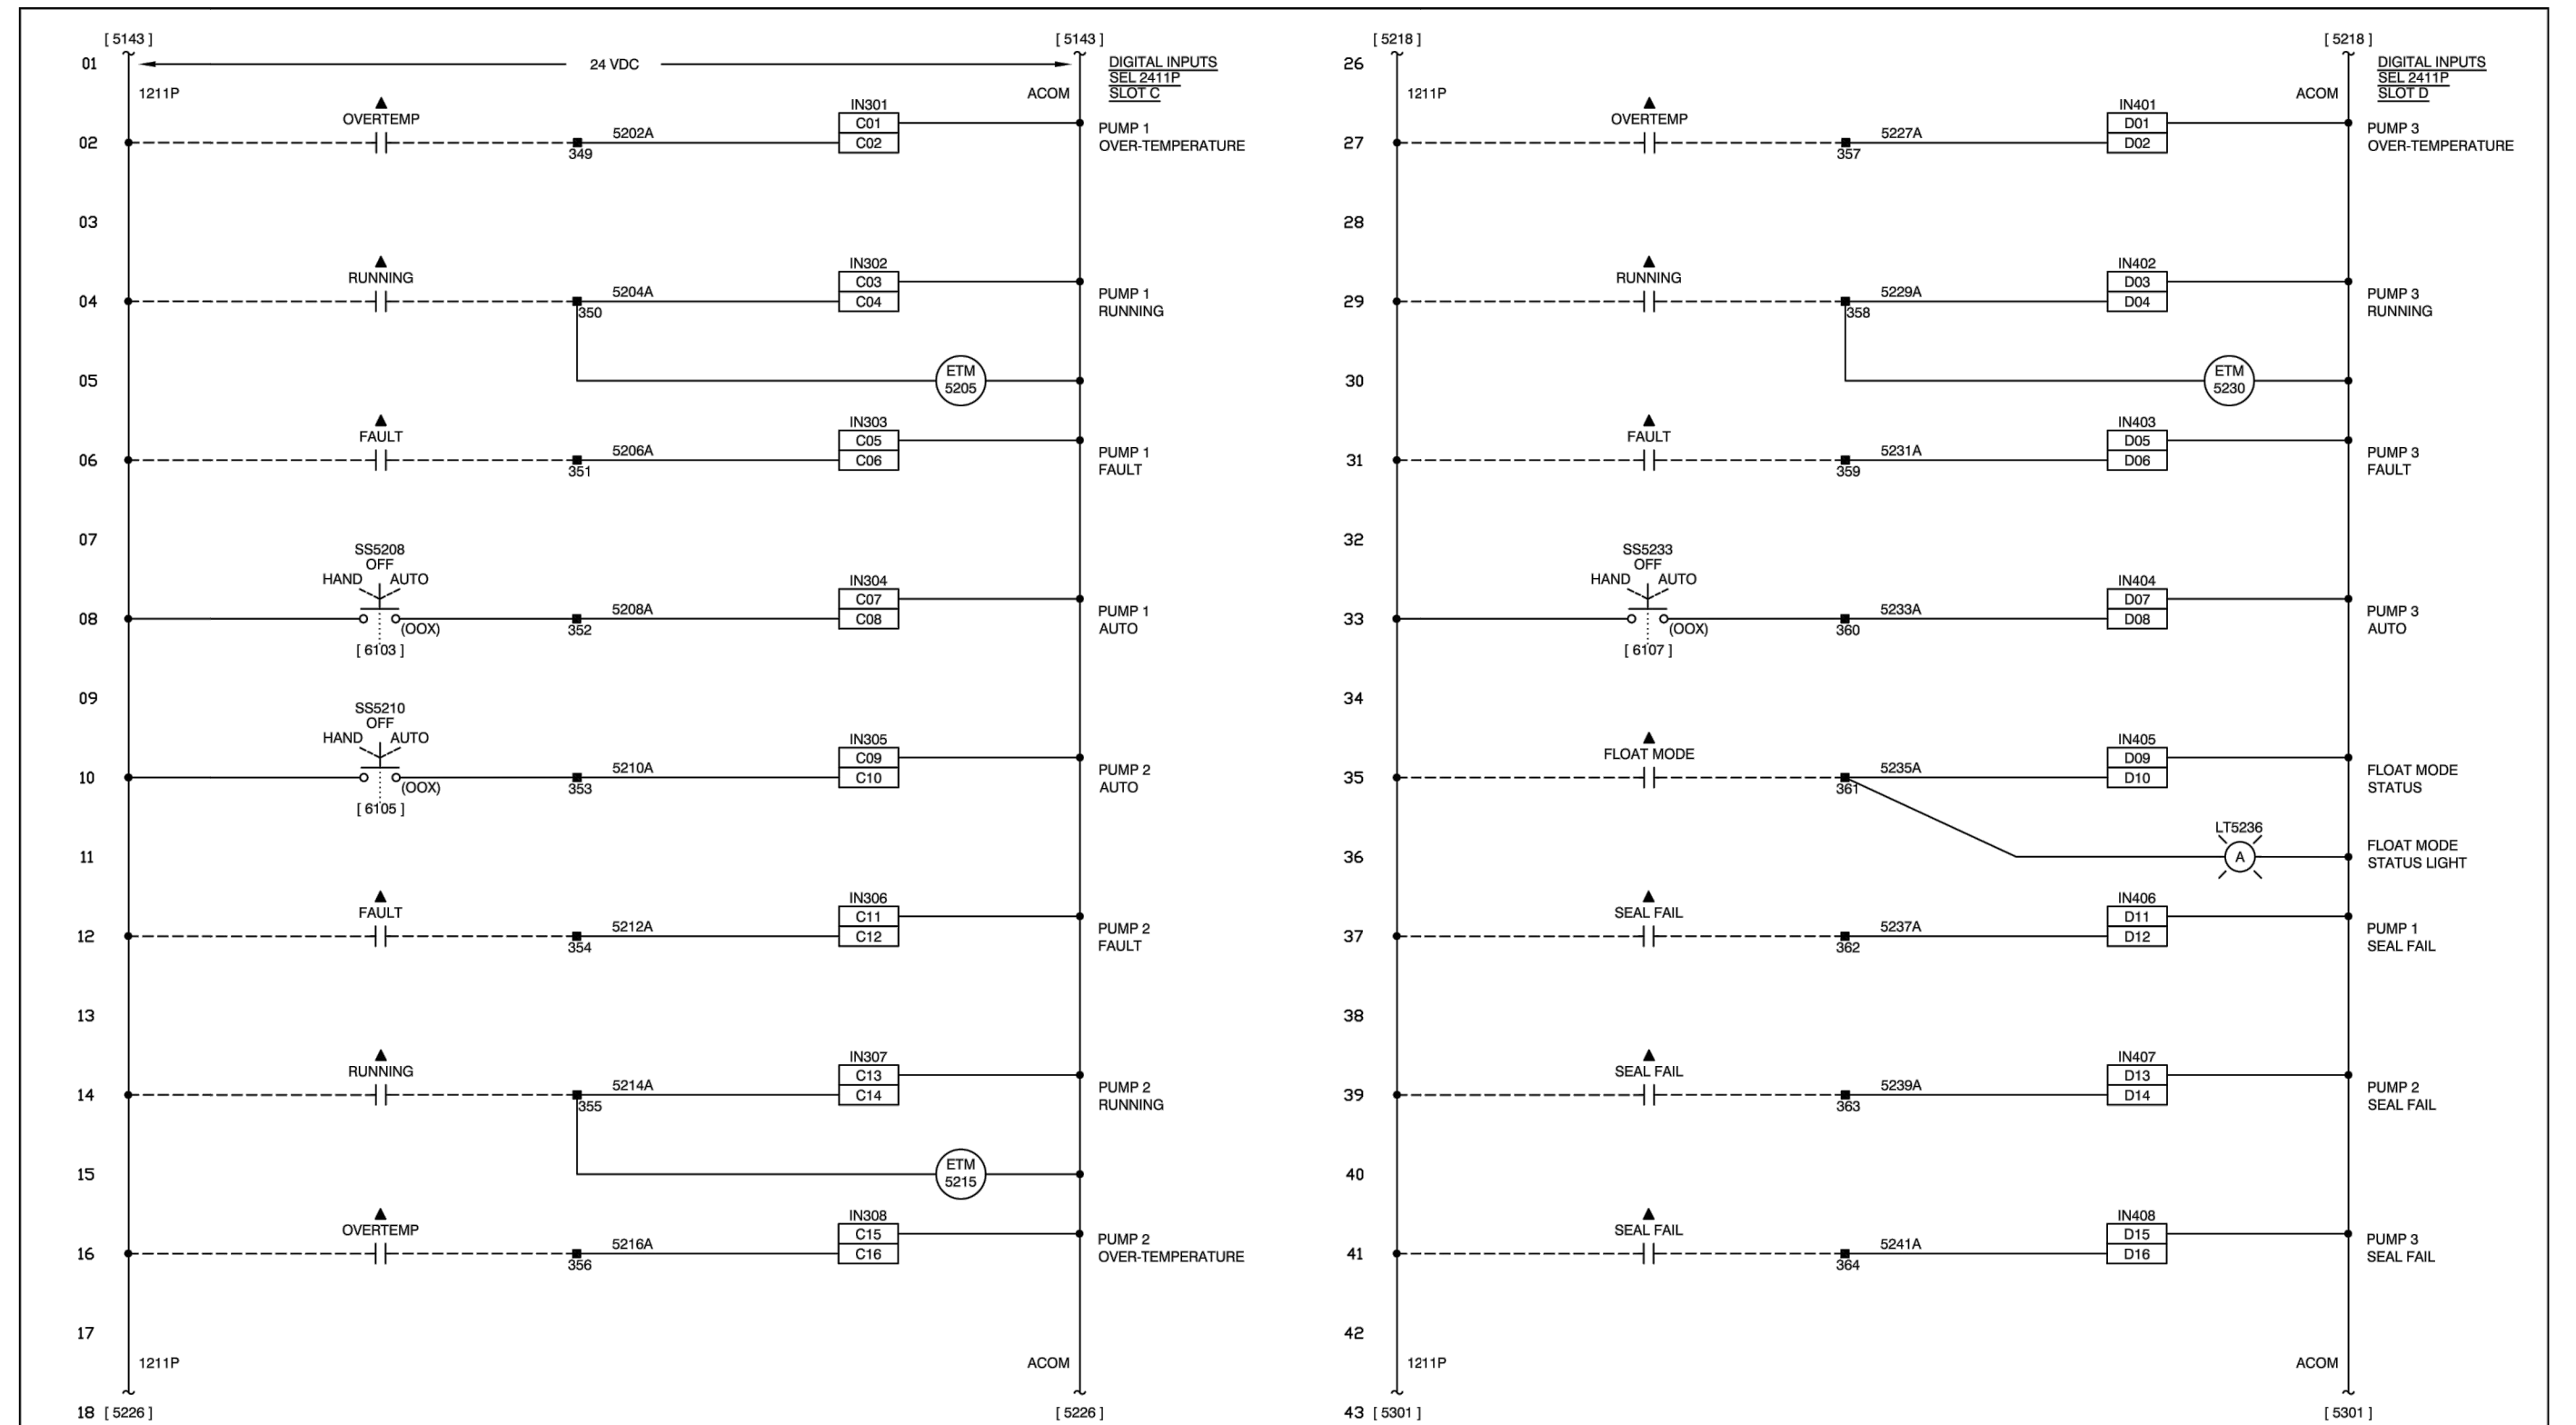 [ 5143 ]
[ 5143 ]
01
24 VDC
DIGITAL INPUTS
SEL 2411P
SLOT C
1211P
ACOM
OVERTEMP
IN301
C01
02
349
5202A
C02
PUMP 1
OVER-TEMPERATURE
03
RUNNING
IN302
C03
04
350
5204A
C04
PUMP 1
RUNNING
05
ETM
5205
FAULT
IN303
C05
06
351
5206A
C06
PUMP 1
FAULT
07
SS5208
OFF
HAND AUTO
IN304
C07
08
(OOX)
352
5208A
C08
PUMP 1
AUTO
[ 6103 ]
09
SS5210
OFF
HAND AUTO
IN305
C09
10
(OOX)
353
5210A
C10
PUMP 2
AUTO
[ 6105 ]
11
FAULT
IN306
C11
12
354
5212A
C12
PUMP 2
FAULT
13
RUNNING
IN307
C13
14
355
5214A
C14
PUMP 2
RUNNING
15
ETM
5215
OVERTEMP
IN308
C15
16
356
5216A
C16
PUMP 2
OVER-TEMPERATURE
17
1211P
ACOM
18 [ 5226 ]
[ 5226 ]
[ 5218 ]
[ 5218 ]
26
DIGITAL INPUTS
SEL 2411P
SLOT D
1211P
ACOM
OVERTEMP
IN401
D01
27
357
5227A
D02
PUMP 3
OVER-TEMPERATURE
28
RUNNING
IN402
D03
29
358
5229A
D04
PUMP 3
RUNNING
30
ETM
5230
FAULT
IN403
D05
31
359
5231A
D06
PUMP 3
FAULT
32
SS5233
OFF
HAND AUTO
IN404
D07
33
(OOX)
360
5233A
D08
PUMP 3
AUTO
[ 6107 ]
34
FLOAT MODE
IN405
D09
35
361
5235A
D10
FLOAT MODE
STATUS
36
LT5236
A
FLOAT MODE
STATUS LIGHT
SEAL FAIL
IN406
D11
37
362
5237A
D12
PUMP 1
SEAL FAIL
38
SEAL FAIL
IN407
D13
39
363
5239A
D14
PUMP 2
SEAL FAIL
40
SEAL FAIL
IN408
D15
41
364
5241A
D16
PUMP 3
SEAL FAIL
42
1211P
ACOM
43 [ 5301 ]
[ 5301 ]